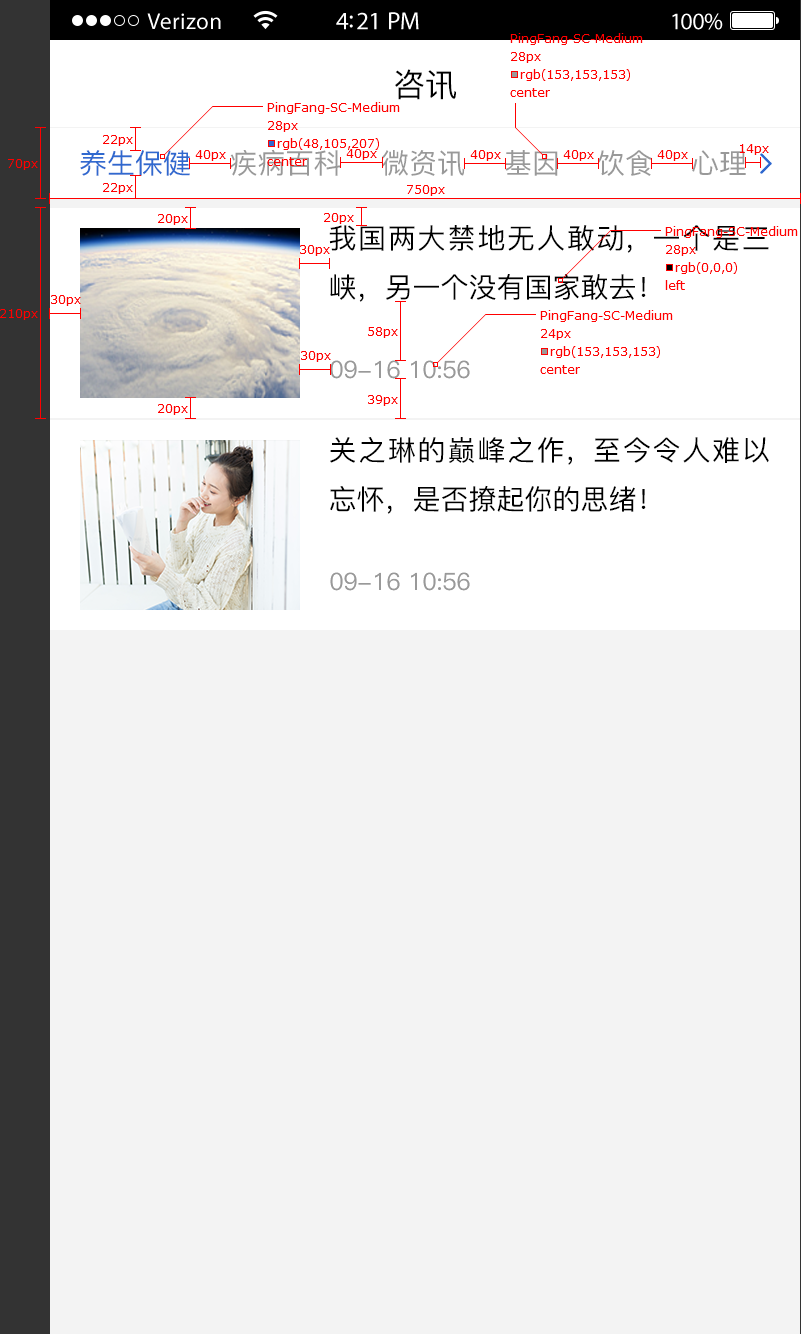 Verizon 4:21 PM 100%
PingFang-SC-Medium
28px
rgb(153,153,153)
center
咨讯
PingFang-SC-Medium
28px
rgb(48,105,207)
center
22px
70px
22px
养生保健 40px 疾病百科 40px 微资讯 40px 基因 40px 饮食 40px 心理 14px
750px
20px
20px
30px
我国两大禁地无人敢动，一个是三
峡，另一个没有国家敢去！
PingFang-SC-Medium
28px
rgb(0,0,0)
left
30px
210px
58px
PingFang-SC-Medium
24px
rgb(153,153,153)
center
30px
09-16 10:56
39px
20px
关之琳的巅峰之作，至今令人难以
忘怀，是否撩起你的思绪！
09-16 10:56